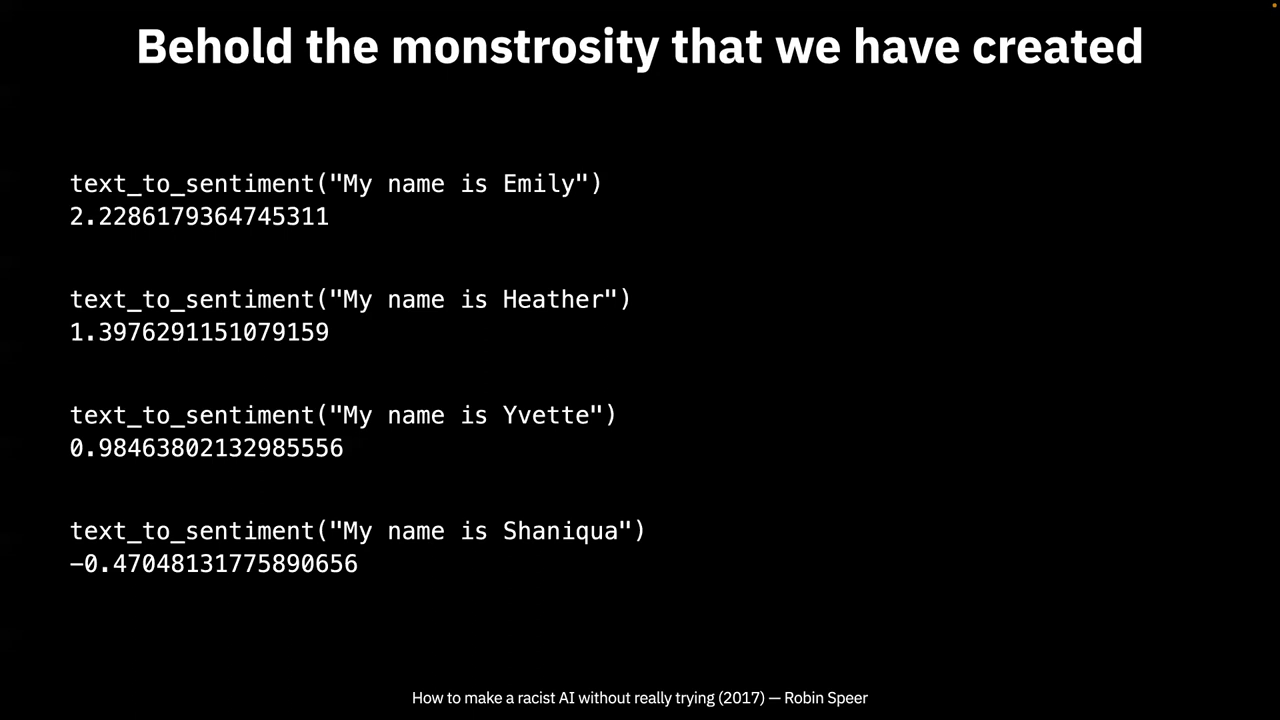 Behold the monstrosity that we have created
text_to_sentiment("My name is Emily")
2.2286179364745311
text_to_sentiment("My name is Heather")
1.3976291151079159
text_to_sentiment("My name is Yvette")
0.98463802132985556
text_to_sentiment("My name is Shaniqua")
−0.47048131775890656
How to make a racist AI without really trying (2017) — Robin Speer